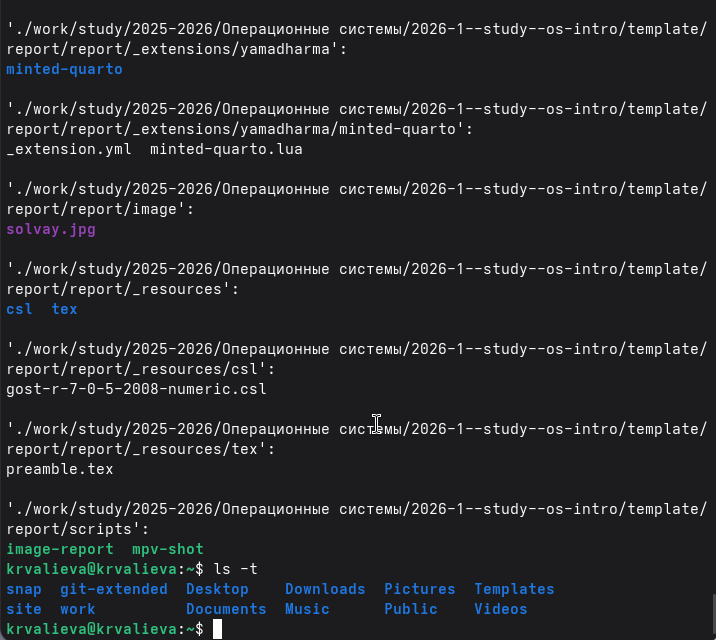 './work/study/2025-2026/Операционные системы/2026-1--study--os-intro/template/
report/report/_extensions/yamadharma':
minted-quarto
'./work/study/2025-2026/Операционные системы/2026-1--study--os-intro/template/
report/report/_extensions/yamadharma/minted-quarto':
_extension.yml  minted-quarto.lua
'./work/study/2025-2026/Операционные системы/2026-1--study--os-intro/template/
report/report/image':
solvay.jpg
'./work/study/2025-2026/Операционные системы/2026-1--study--os-intro/template/
report/report/_resources':
csl  tex
'./work/study/2025-2026/Операционные системы/2026-1--study--os-intro/template/
report/report/_resources/csl':
gost-r-7-0-5-2008-numeric.csl
'./work/study/2025-2026/Операционные системы/2026-1--study--os-intro/template/
report/report/_resources/tex':
preamble.tex
'./work/study/2025-2026/Операционные системы/2026-1--study--os-intro/template/
report/scripts':
image-report  mpv-shot
krvalieva@krvalieva:~$ ls -t
snap  git-extended  Desktop    Downloads  Pictures  Templates
site  work          Documents  Music      Public    Videos
krvalieva@krvalieva:~$